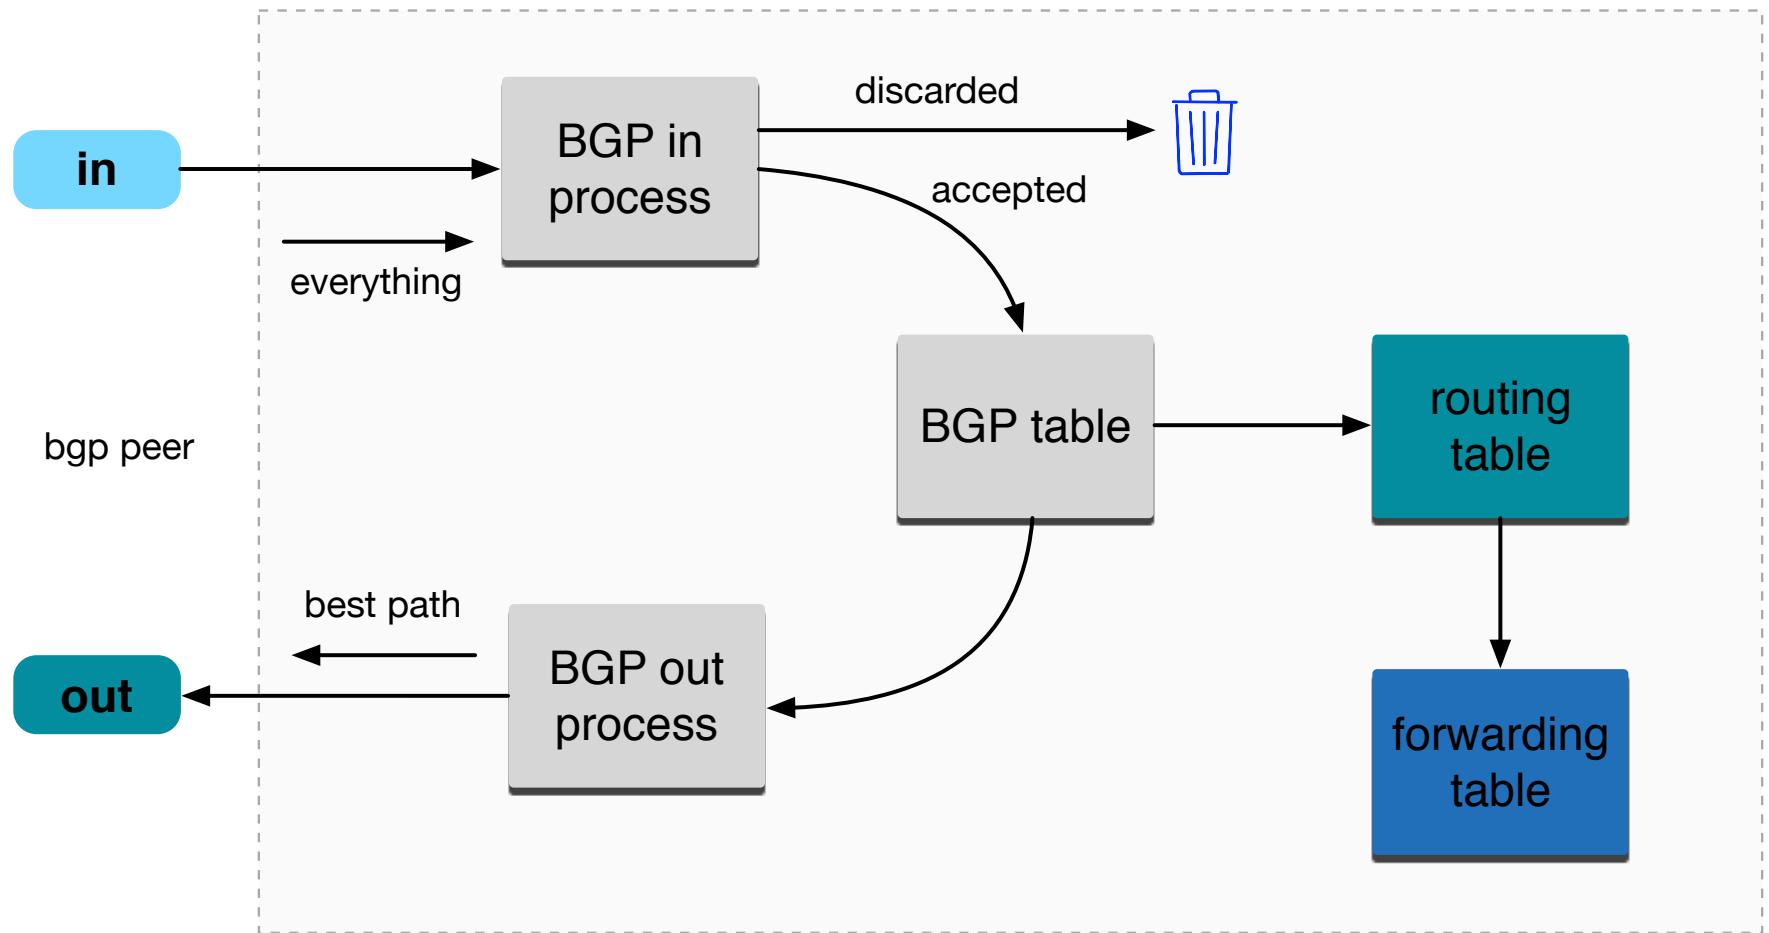 in
BGP in
process
discarded
accepted
everything
bgp peer
BGP table
routing
table
best path
out
BGP out
process
forwarding
table